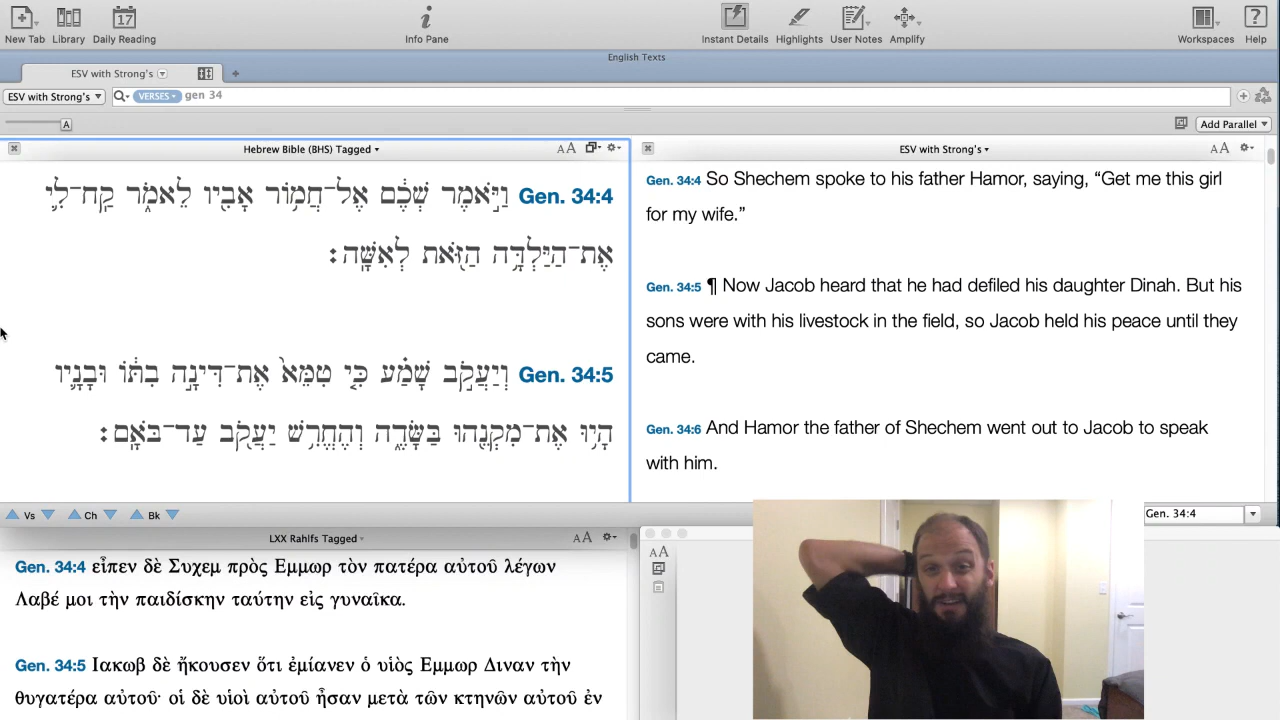 New Tab Library Daily Reading Info Pane Instant Details Highlights User Notes Amplify Workspaces Help
17
English Texts
ESV with Strong's
ESV with Strong's VERSES gen 34
A Add Parallel
Hebrew Bible (BHS) Tagged AA
Gen. 34:4 וַיֹּ֣אמֶר שְׁכֶ֔ם אֶל־חֲמ֥וֹר אָבִ֖יו לֵאמֹ֑ר קַֽח־לִ֛י
אֶת־הַיַּלְדָּ֥ה הַזֹּ֖את לְאִשָּֽׁה׃
Gen. 34:5 וְיַעֲקֹ֣ב שָׁמַ֗ע כִּ֤י טִמֵּא֙ אֶת־דִּינָ֣ה בִתּ֔וֹ וּבָנָ֛יו
הָי֥וּ אֶת־מִקְנֵ֖הוּ בַּשָּׂדֶ֑ה וְהֶחֱרִ֥שׁ יַעֲקֹ֖ב עַד־בֹּאָֽם׃
ESV with Strong's AA
Gen. 34:4 So Shechem spoke to his father Hamor, saying, “Get me this girl
for my wife.”
Gen. 34:5 ¶ Now Jacob heard that he had defiled his daughter Dinah. But his
sons were with his livestock in the field, so Jacob held his peace until they
came.
Gen. 34:6 And Hamor the father of Shechem went out to Jacob to speak
with him.
Vs Ch Bk Gen. 34:4
LXX Rahlfs Tagged AA
Gen. 34:4 εἶπεν δὲ Συχεμ πρὸς Εμμωρ τὸν πατέρα αὐτοῦ λέγων
Λαβέ μοι τὴν παιδίσκην ταύτην εἰς γυναῖκα.
Gen. 34:5 Ιακωβ δὲ ἤκουσεν ὅτι ἐμίανεν ὁ υἱὸς Εμμωρ Διναν τὴν
θυγατέρα αὐτοῦ· οἱ δὲ υἱοὶ αὐτοῦ ἦσαν μετὰ τῶν κτηνῶν αὐτοῦ ἐν
AA